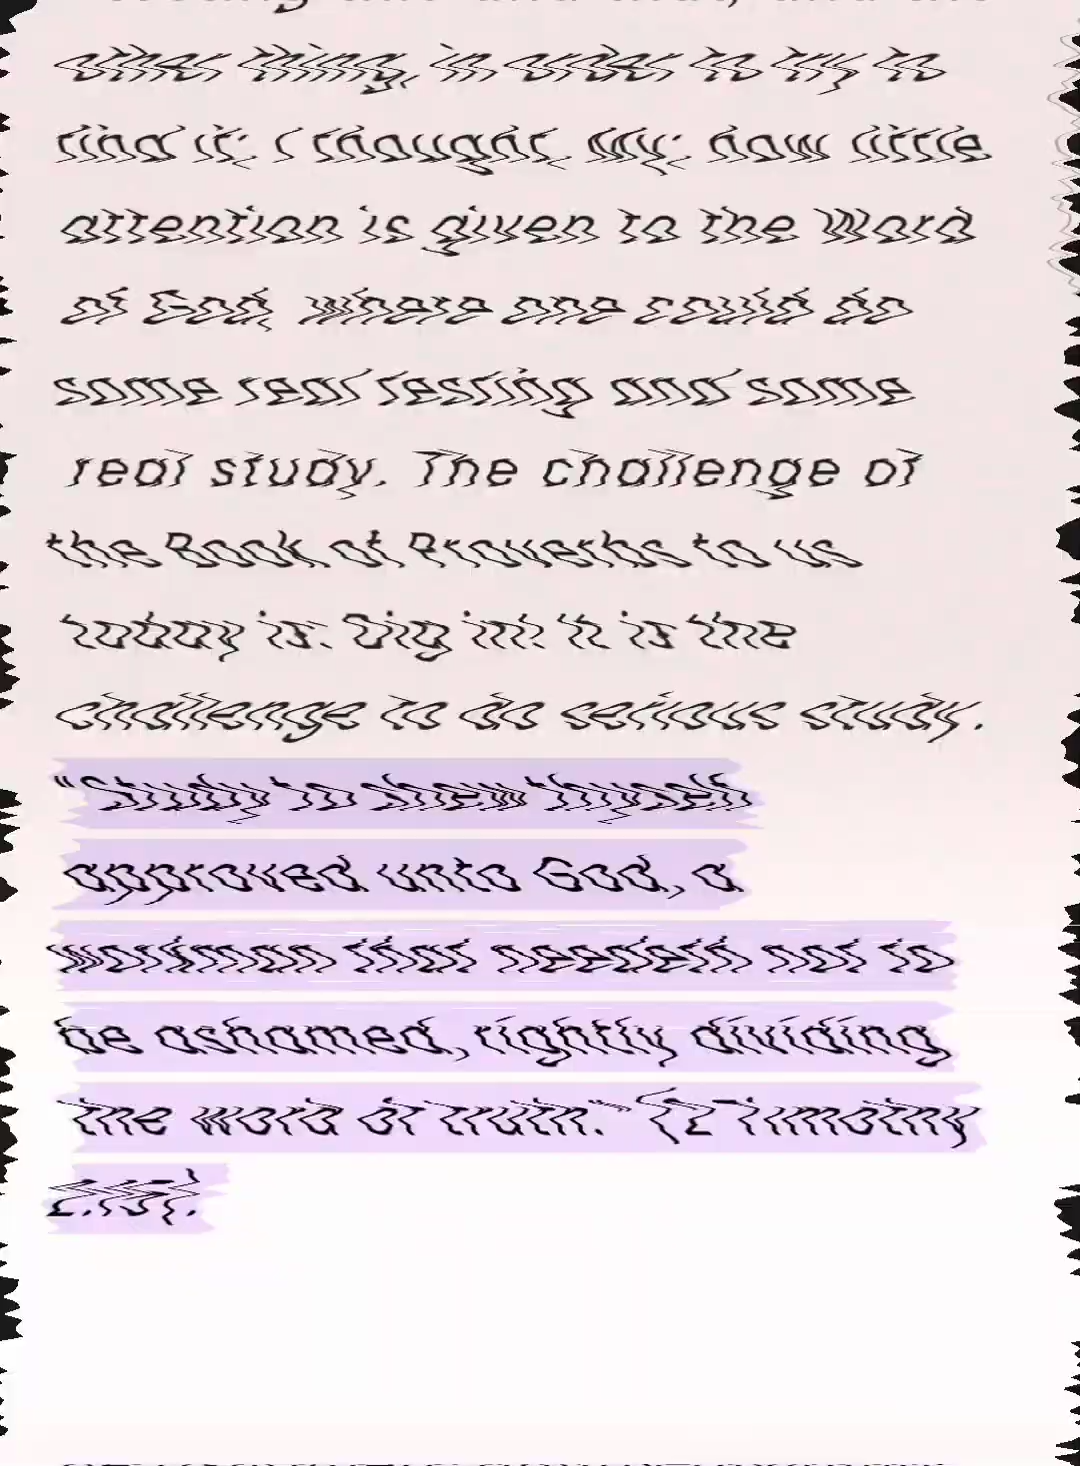 other thing, in order to try to
find it; I thought, My; how little
attention is given to the Word
of God, where one could do
some real testing and some
real study. The challenge of
the Book of Proverbs to us
today is: Dig in! It is the
challenge to do serious study.
“Study to shew thyself
approved unto God, a
workman that needeth not to
be ashamed, rightly dividing
the word of truth.” (2 Timothy
2:15).